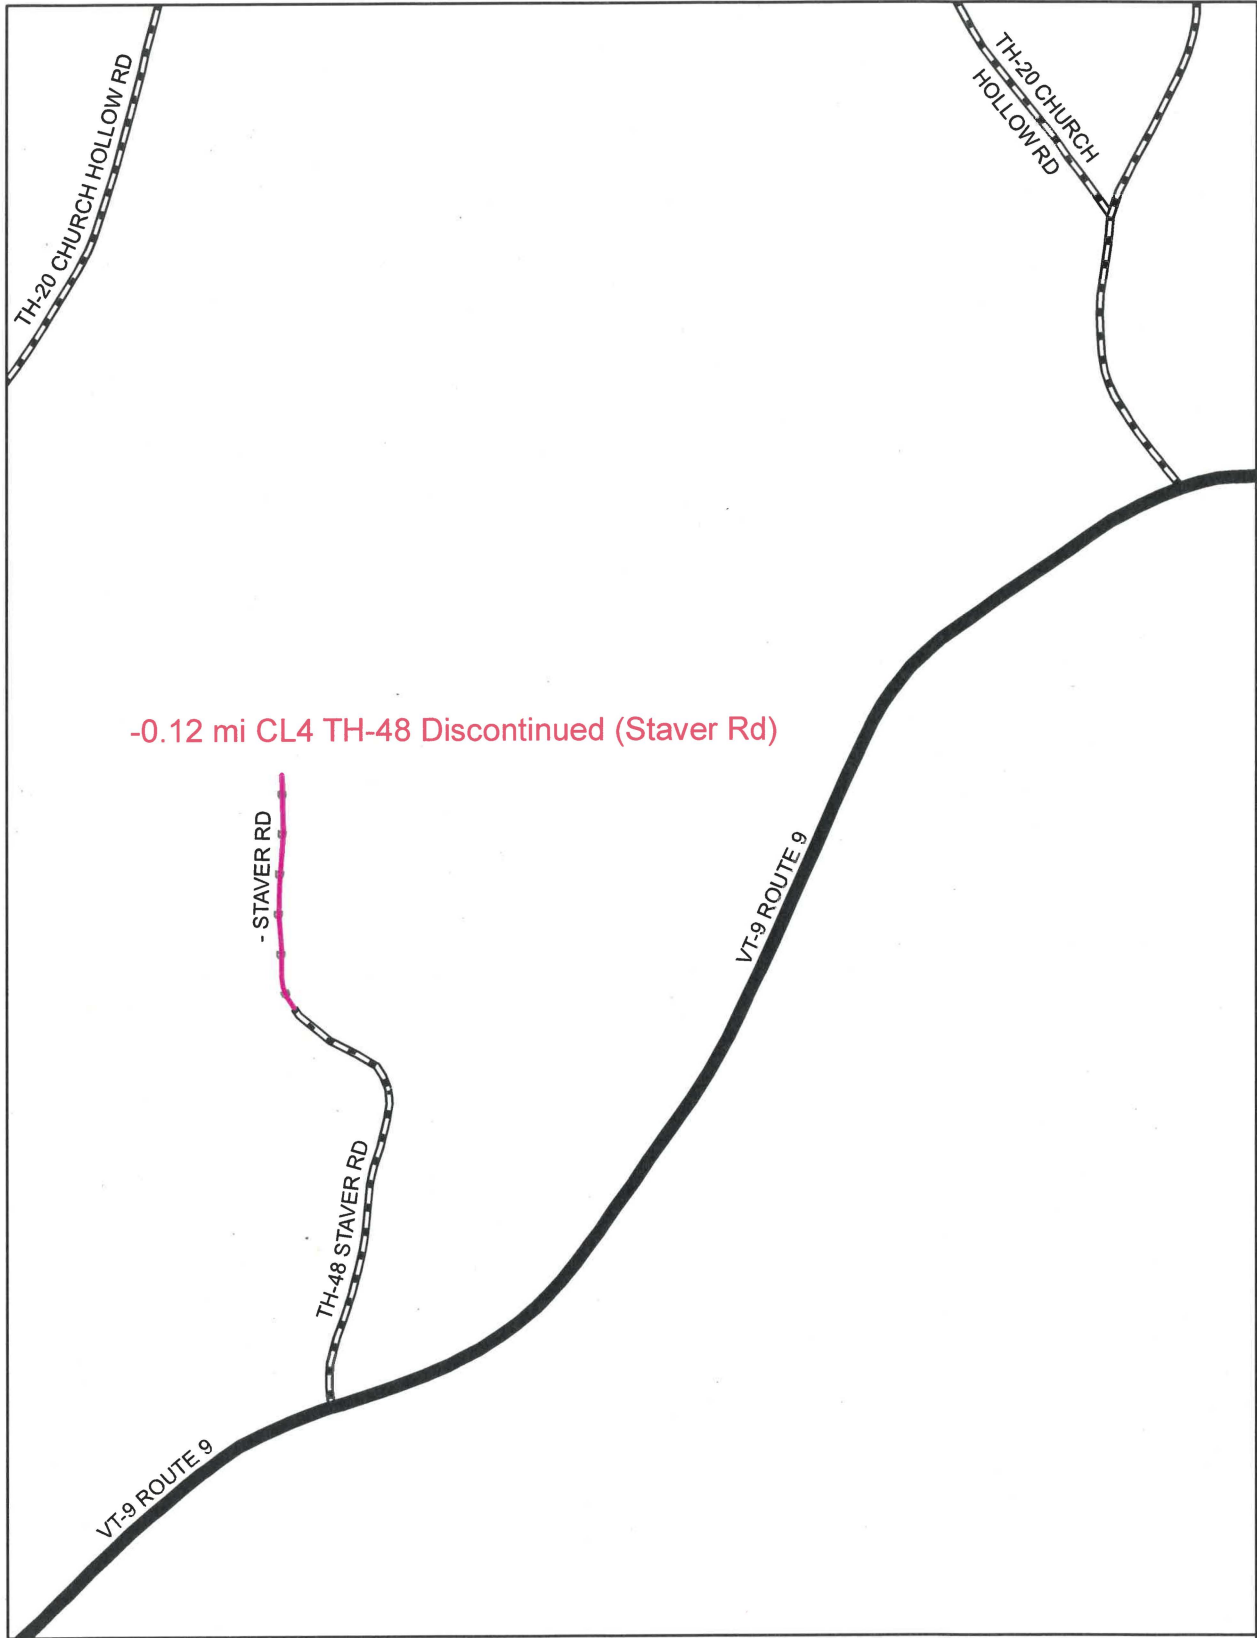 TH-20 CHURCH HOLLOW RD
TH-20 CHURCH
HOLLOW RD
-0.12 mi CL4 TH-48 Discontinued (Staver Rd)
- STAVER RD
VT-9 ROUTE 9
TH-48 STAVER RD
VT-9 ROUTE 9